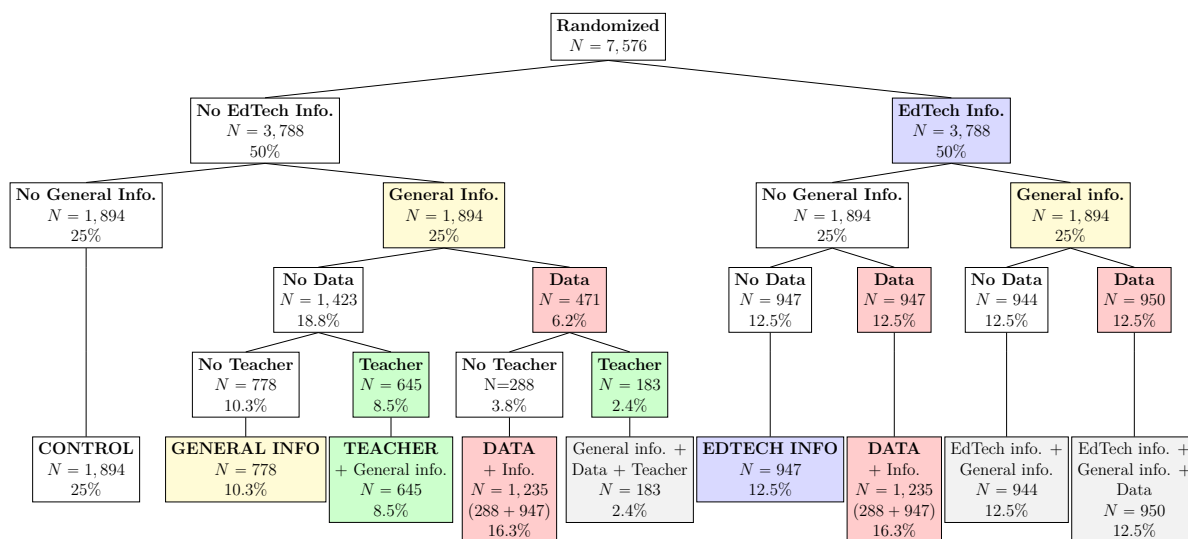 Randomized
N = 7,576
No EdTech Info.
N = 3,788
50%
EdTech Info.
N = 3,788
50%
No General Info.
N = 1,894
25%
General Info.
N = 1,894
25%
No General Info.
N = 1,894
25%
General info.
N = 1,894
25%
No Data
N = 1,423
18.8%
Data
N = 471
6.2%
No Data
N = 947
12.5%
Data
N = 947
12.5%
No Data
N = 944
12.5%
Data
N = 950
12.5%
No Teacher
N = 778
10.3%
Teacher
N = 645
8.5%
No Teacher
N=288
3.8%
Teacher
N = 183
2.4%
CONTROL
N = 1,894
25%
GENERAL INFO
N = 778
10.3%
TEACHER
+ General info.
N = 645
8.5%
DATA
+ Info.
N = 1,235
(288 + 947)
16.3%
General info. +
Data + Teacher
N = 183
2.4%
EDTECH INFO
N = 947
12.5%
DATA
+ Info.
N = 1,235
(288 + 947)
16.3%
EdTech info. +
General info.
N = 944
12.5%
EdTech info. +
General info. +
Data
N = 950
12.5%